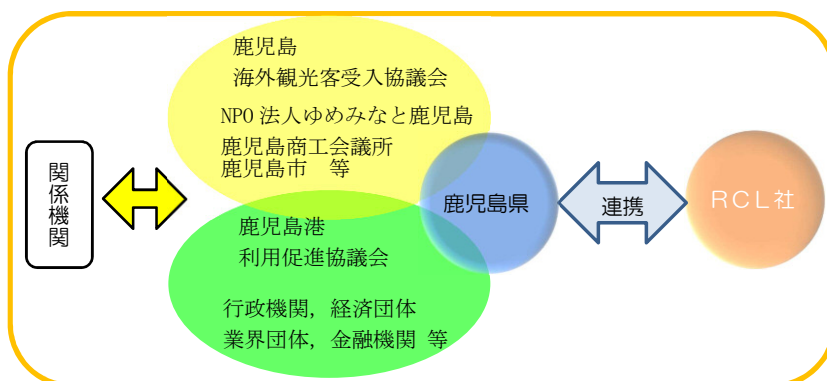 鹿児島
海外観光客受入協議会
NPO 法人ゆめみなと鹿児島
鹿児島商工会議所
鹿児島市　等
関係機関
鹿児島県
連携
ＲＣＬ社
鹿児島港
利用促進協議会
行政機関，経済団体
業界団体，金融機関 等